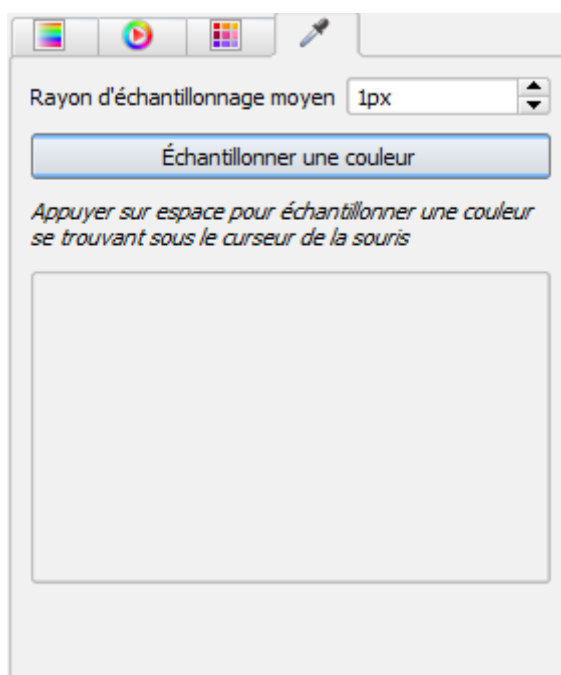 Rayon d'échantillonnage moyen 1px
Échantillonner une couleur
Appuyer sur espace pour échantillonner une couleur
se trouvant sous le curseur de la souris